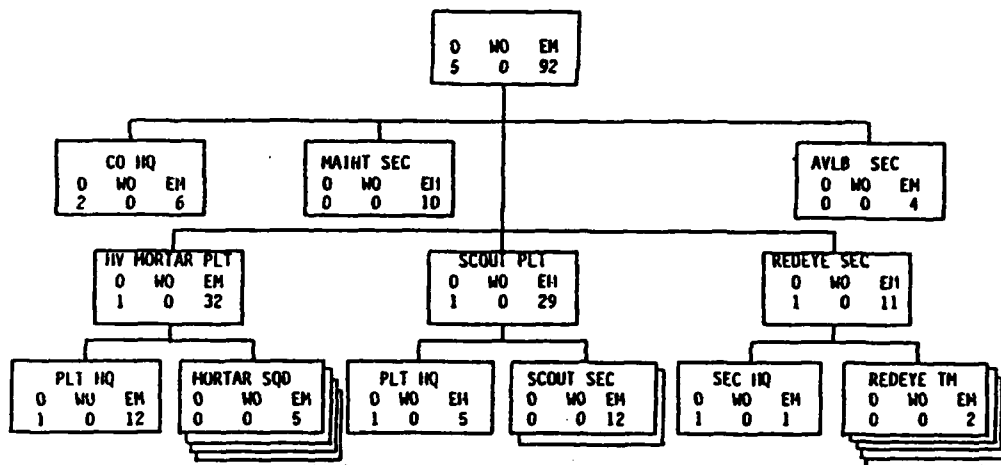 O WO EM
5 0 92
CO HQ
O WO EM
2 0 6
MAINT SEC
O WO EM
0 0 10
AVLB SEC
O WO EM
0 0 4
HV MORTAR PLT
O WO EM
1 0 32
SCOUT PLT
O WO EM
1 0 29
REDEYE SEC
O WO EM
1 0 11
PLT HQ
O WO EM
1 0 12
MORTAR SQD
O WO EM
0 0 5
PLT HQ
O WO EM
1 0 5
SCOUT SEC
O WO EM
0 0 12
SEC HQ
O WO EM
1 0 1
REDEYE TM
O WO EM
0 0 2